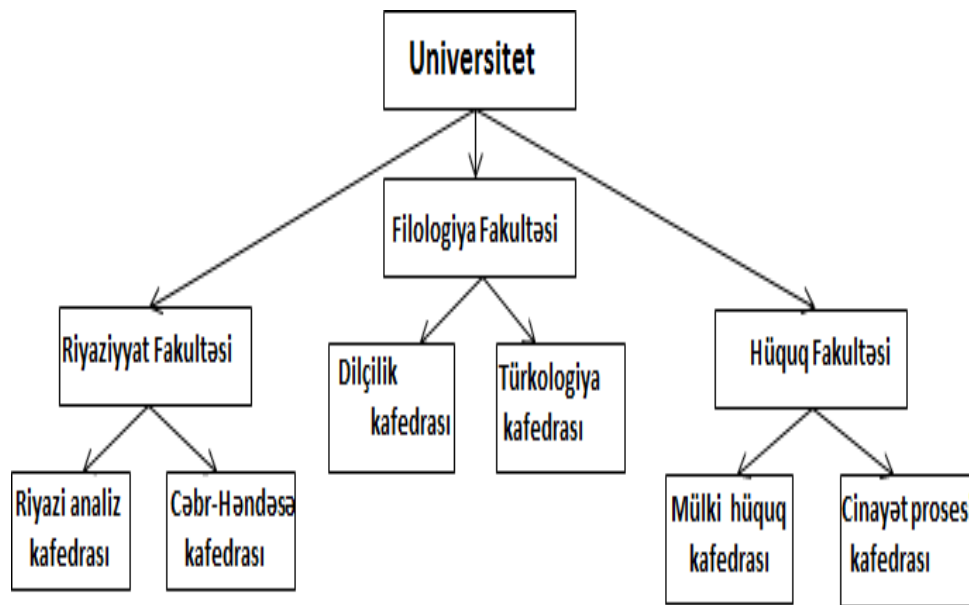 Universitet
Filologiya Fakultəsi
Riyaziyyat Fakultəsi
Hüquq Fakultəsi
Dilçilik
kafedrası
Türkologiya
kafedrası
Riyazi analiz
kafedrası
Cəbr-Həndəsə
kafedrası
Mülki hüquq
kafedrası
Cinayət proses
kafedrası